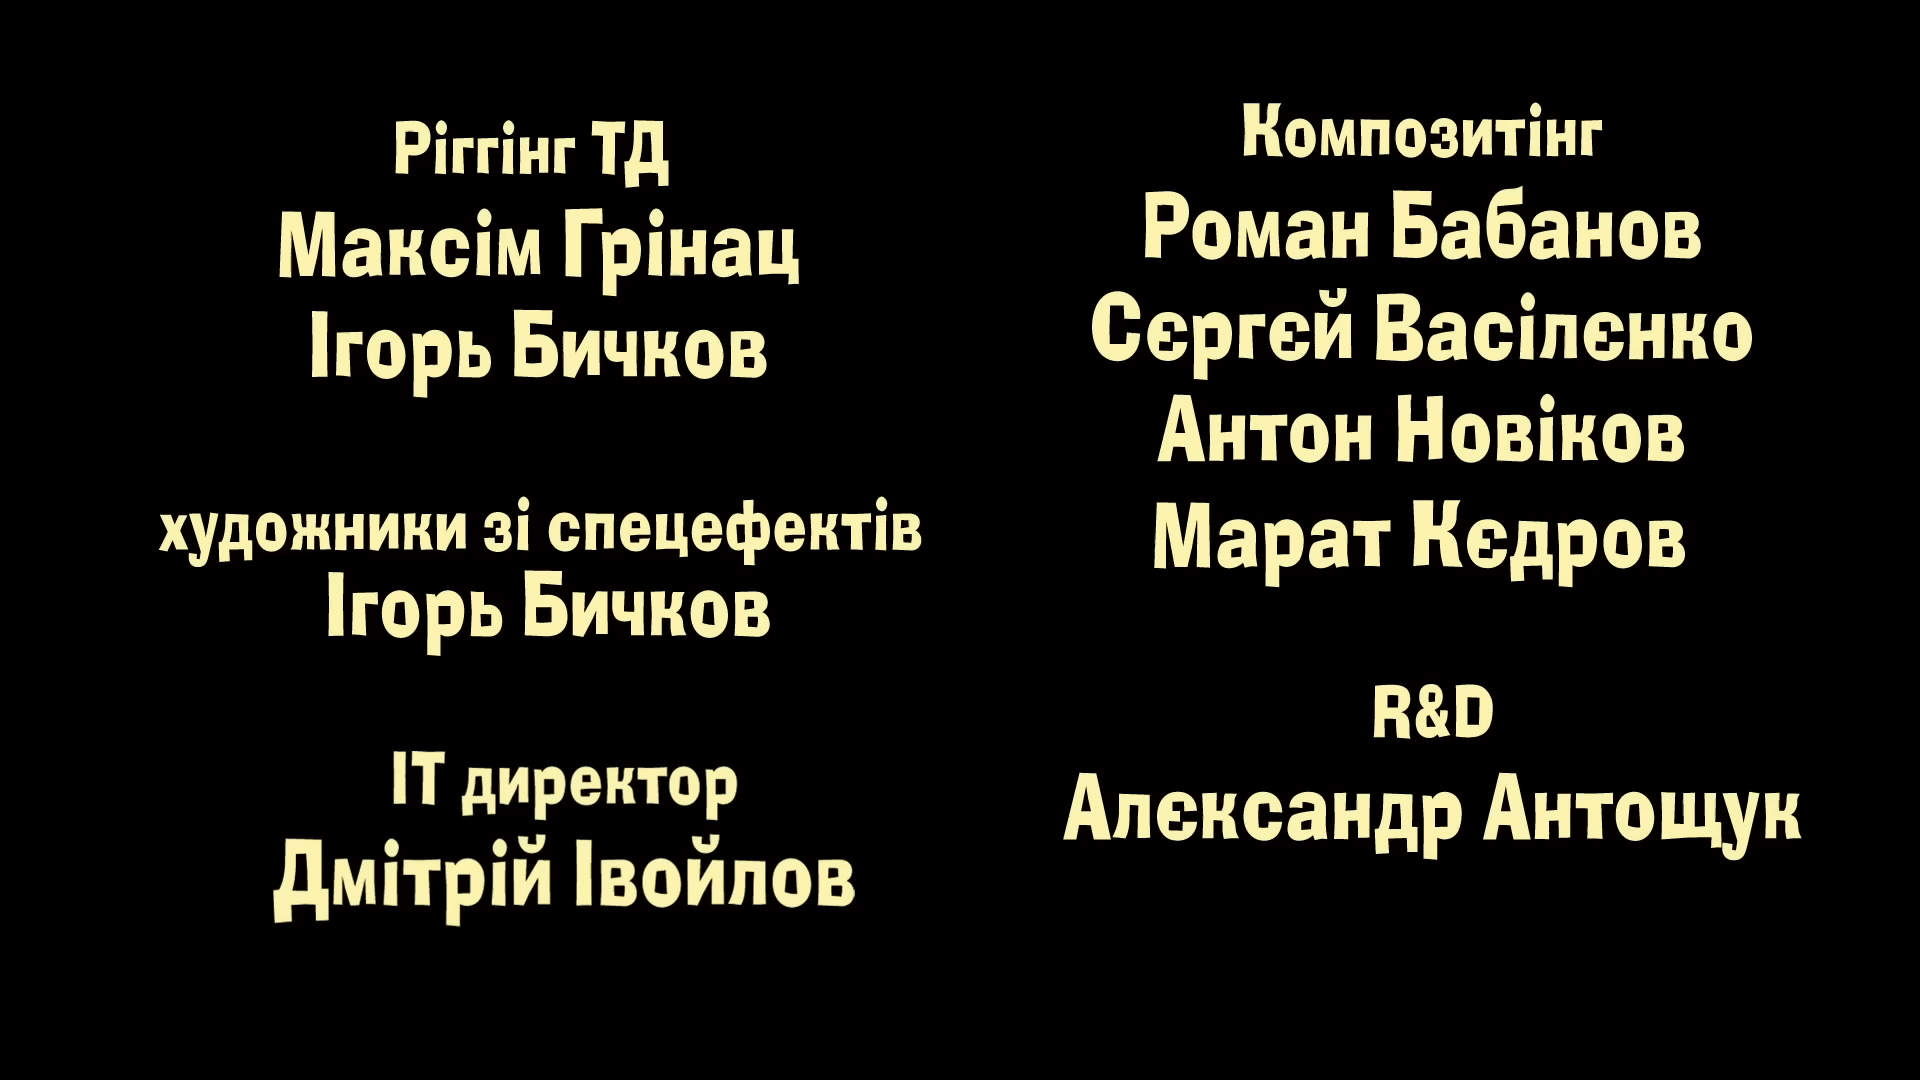 Ріггінг ТД
Максім Грінац
Ігорь Бичков
художники зі спецефектів
Ігорь Бичков
ІТ директор
Дмітрій Івойлов
Композитінг
Роман Бабанов
Сєргєй Васілєнко
Антон Новіков
Марат Кєдров
R&D
Алєксандр Антощук